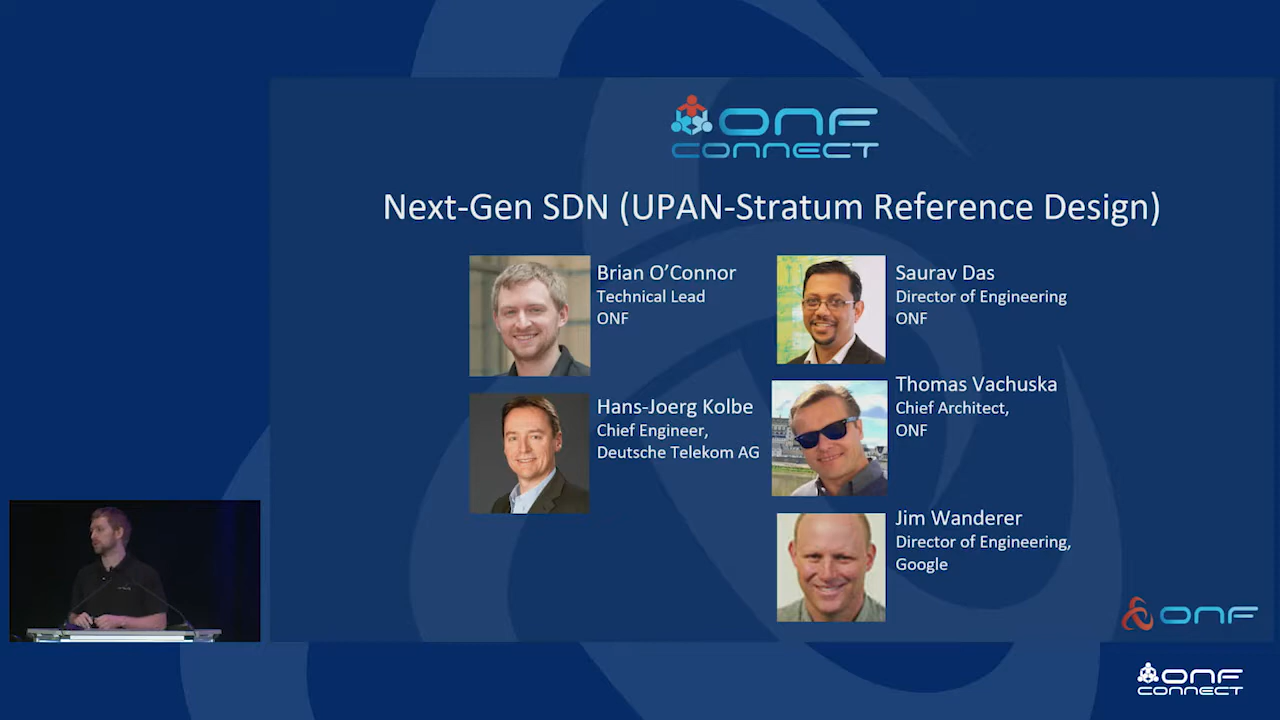 ONF
CONNECT
Next-Gen SDN (UPAN-Stratum Reference Design)
Brian O’Connor
Technical Lead
ONF
Hans-Joerg Kolbe
Chief Engineer,
Deutsche Telekom AG
Saurav Das
Director of Engineering
ONF
Thomas Vachuska
Chief Architect,
ONF
Jim Wanderer
Director of Engineering,
Google
ONF
ONF
CONNECT